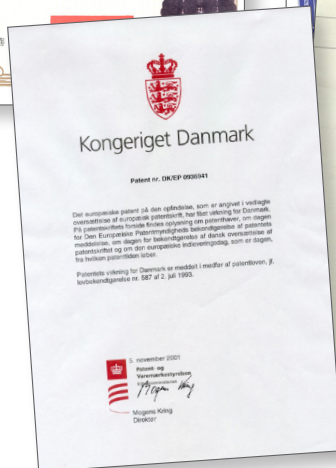 Kongeriget Danmark
Patent nr. DK/EP 0936941
Det europæiske patent på den opfindelse, som er angivet i vedlagte
oversættelse af europæisk patentskrift, har fået virkning for Danmark.
På patentskriftets forside findes oplysning om patenthaver, om dagen
for Den Europæiske Patentmyndigheds bekendtgørelse af patentets
meddelelse, om dagen for bekendtgørelse af dansk oversættelse af
patentskriftet og om den europæiske indleveringsdag, som er dagen,
fra hvilken patenttiden løber.
Patentets virkning for Danmark er meddelt i medfør af patentloven, jf.
lovbekendtgørelse nr. 587 af 2. juli 1993.
5. november 2001
Patent- og
Varemærkestyrelsen
Mogens Kring
Mogens Kring
Direktør